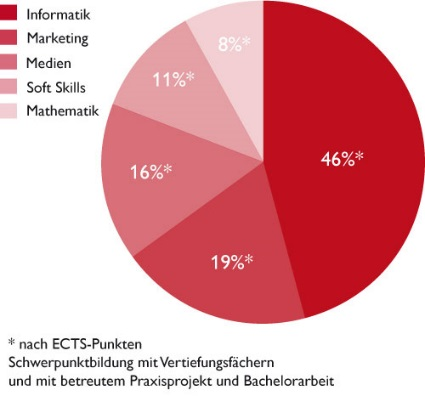 Informatik
Marketing
Medien
Soft Skills
Mathematik
8%*
11%*
46%*
16%*
19%*
* nach ECTS-Punkten
Schwerpunktbildung mit Vertiefungsfächern
und mit betreutem Praxisprojekt und Bachelorarbeit